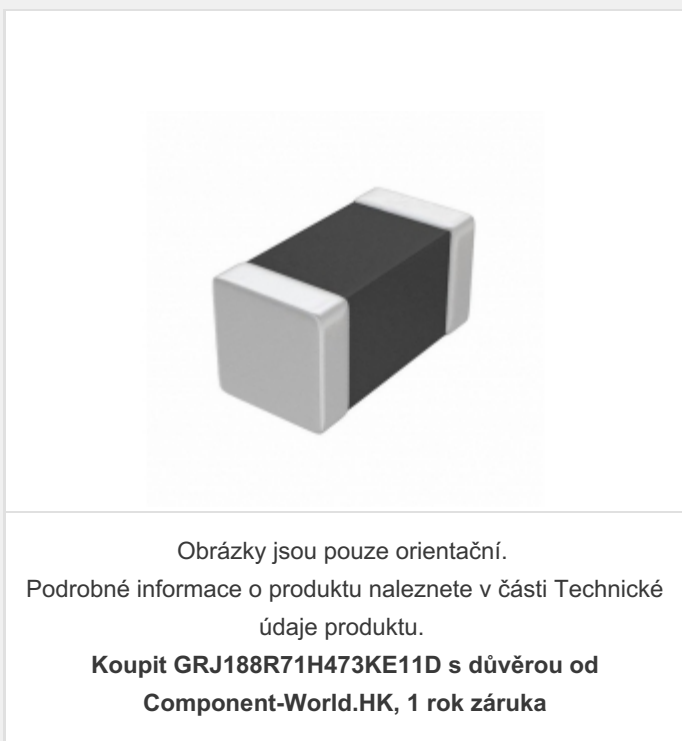 Obrázky jsou pouze orientační.
Podrobné informace o produktu naleznete v části Technické
údaje produktu.
Koupit GRJ188R71H473KE11D s důvěrou od
Component-World.HK, 1 rok záruka